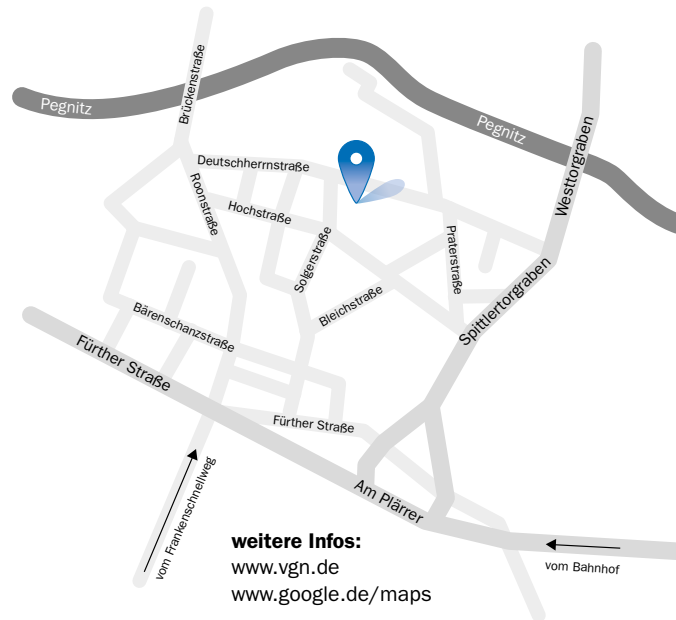 Brückenstraße
Pegnitz
Pegnitz
Westtorgraben
Deutschherrnstraße
Roonstraße
Hochstraße
Solgerstraße
Praterstraße
Spittlertorgraben
Bleichstraße
Bärenschanzstraße
Fürther Straße
Fürther Straße
Am Plärrer
vom Frankenschnellweg
vom Bahnhof
weitere Infos:
www.vgn.de
www.google.de/maps